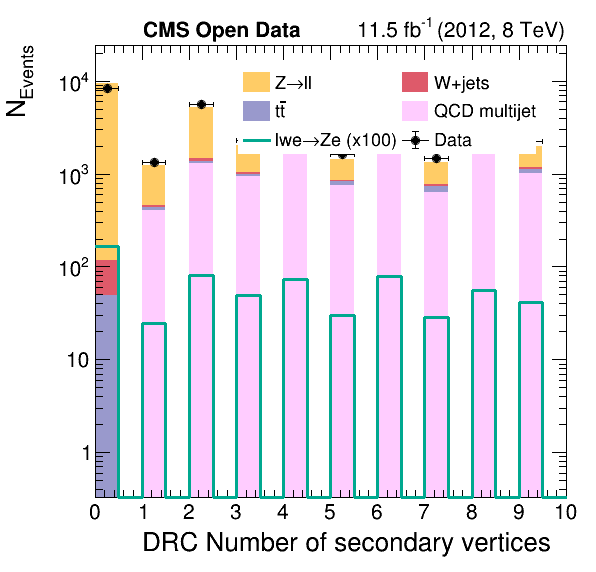 CMS Open Data 11.5 fb⁻¹ (2012, 8 TeV)
N_Events
Z→ll W+jets
tt̄ QCD multijet
lwe→Ze (x100) Data
10⁴
10³
10²
10
1
0 1 2 3 4 5 6 7 8 9 10
DRC Number of secondary vertices